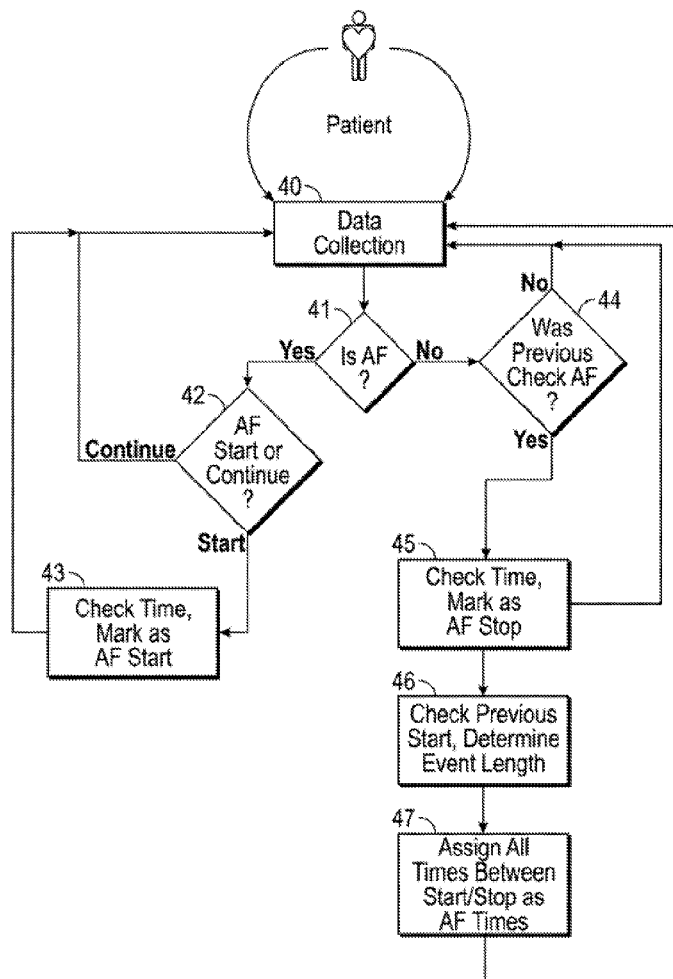 Patient
40
Data
Collection
41
Is AF
?
Yes
No
44
Was
Previous
Check AF
?
No
Yes
42
AF
Start or
Continue
?
Continue
Start
43
Check Time,
Mark as
AF Start
45
Check Time,
Mark as
AF Stop
46
Check Previous
Start, Determine
Event Length
47
Assign All
Times Between
Start/Stop as
AF Times